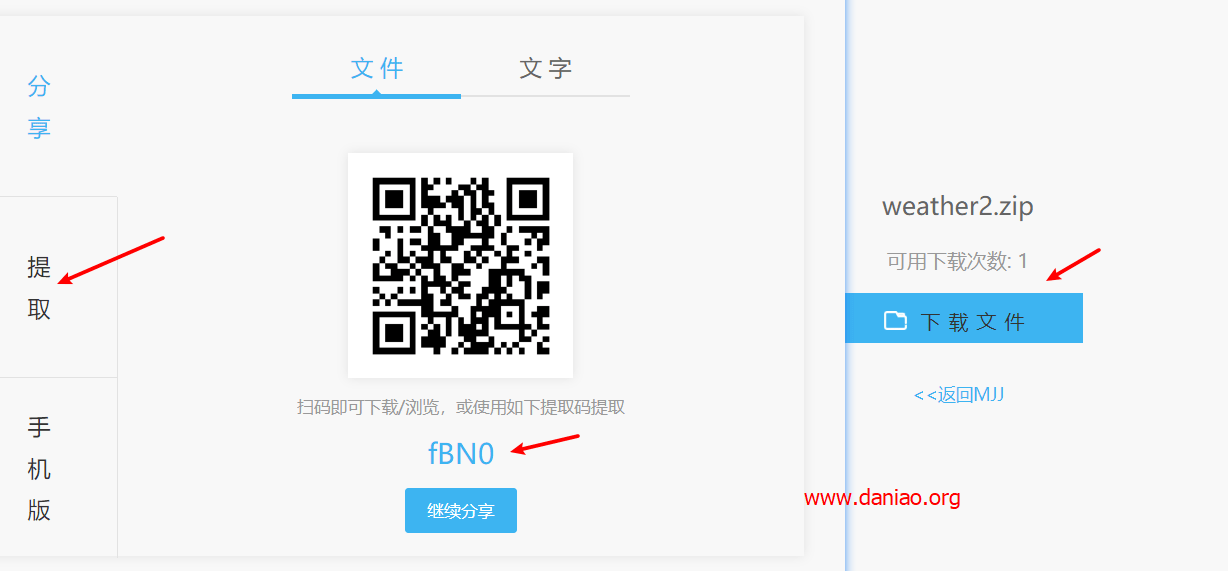 分享
提取
手机版
文件 文字
扫码即可下载/浏览，或使用如下提取码提取
fBN0
继续分享
weather2.zip
可用下载次数: 1
下载文件
<<返回MJJ
www.daniao.org